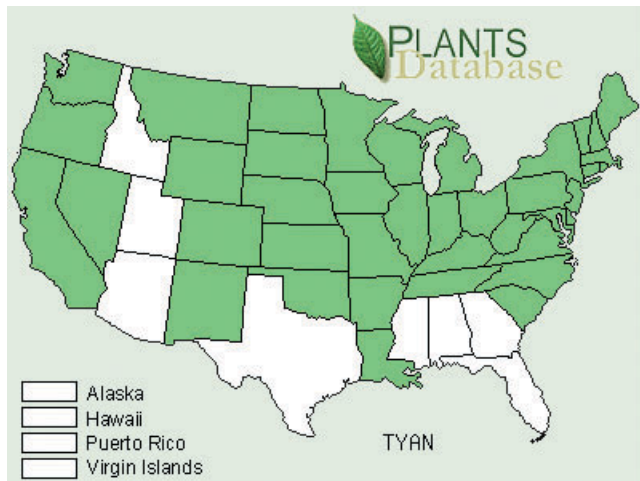 PLANTS
Database
Alaska
Hawaii
Puerto Rico
Virgin Islands
TYAN